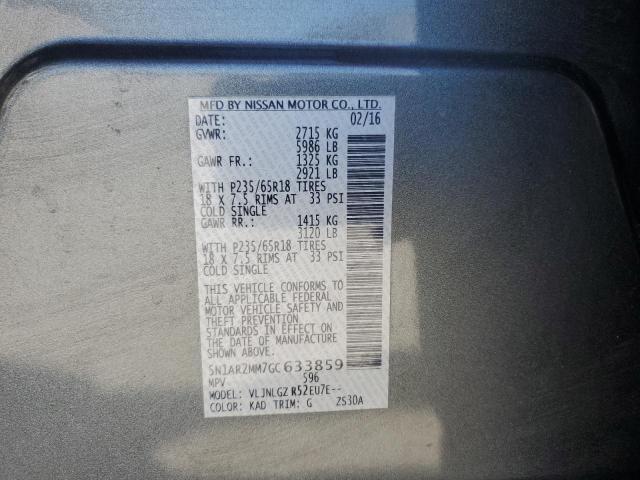 MFD BY NISSAN MOTOR CO., LTD.
DATE: 02/16
GVWR: 2715 KG
5986 LB
GAWR FR.: 1325 KG
2921 LB
WITH P235/65R18 TIRES
18 X 7.5 RIMS AT 33 PSI
COLD SINGLE
GAWR RR.: 1415 KG
3120 LB
WITH P235/65R18 TIRES
18 X 7.5 RIMS AT 33 PSI
COLD SINGLE
THIS VEHICLE CONFORMS TO
ALL APPLICABLE FEDERAL
MOTOR VEHICLE SAFETY AND
THEFT PREVENTION
STANDARDS IN EFFECT ON
THE DATE OF MANUFACTURE
5N1AR2MM7GC633859
MPV 596
MODEL: VLJNLGZ R52EU7E--
COLOR: KAD TRIM: G ZS30A